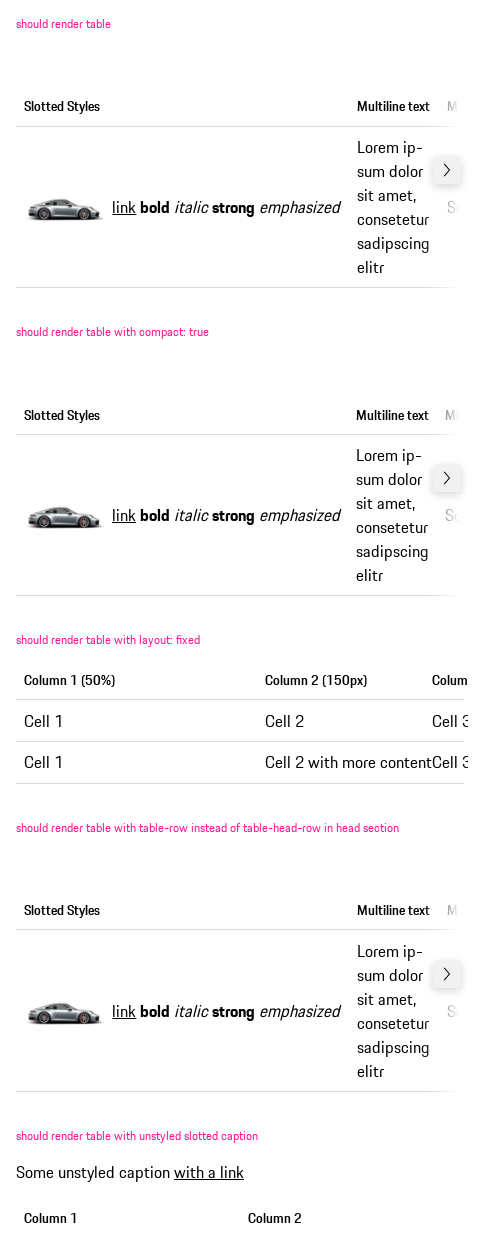 should render table
Slotted Styles Multiline text M
Lorem ip-
sum dolor
sit amet,
link bold italic strong emphasized consetetur
sadipscing
elitr
should render table with compact: true
Slotted Styles Multiline text
Lorem ip-
sum dolor
sit amet,
link bold italic strong emphasized consetetur
sadipscing
elitr
should render table with layout: fixed
Column 1 (50%) Column 2 (150px) Colum
Cell 1 Cell 2 Cell 3
Cell 1 Cell 2 with more content Cell 3
should render table with table-row instead of table-head-row in head section
Slotted Styles Multiline text M
Lorem ip-
sum dolor
sit amet,
link bold italic strong emphasized consetetur
sadipscing
elitr
should render table with unstyled slotted caption
Some unstyled caption with a link
Column 1 Column 2